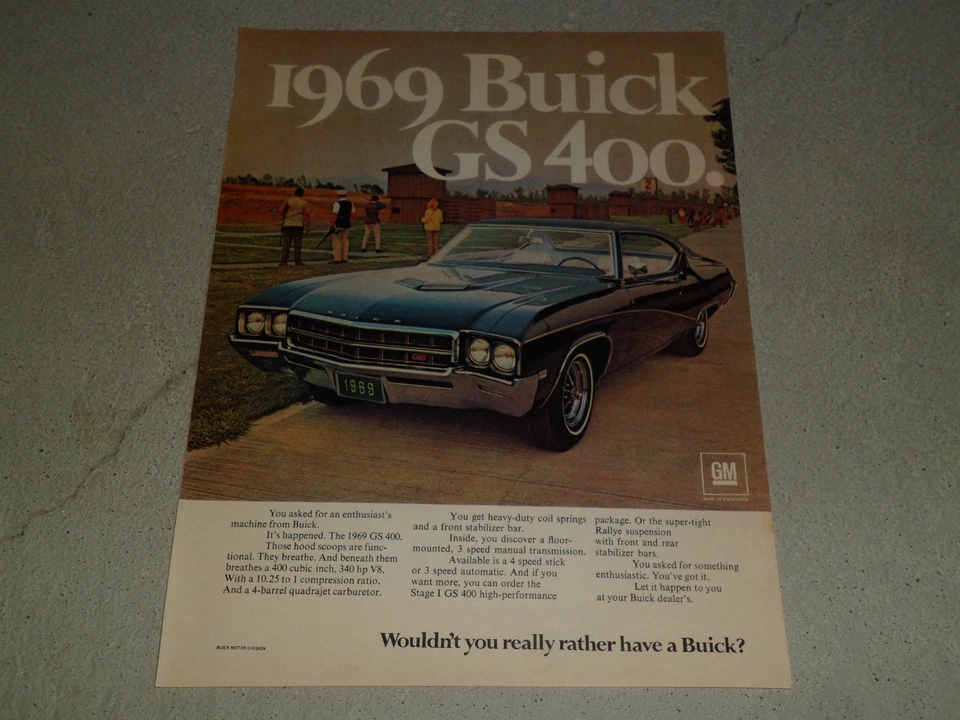 1969 Buick
GS 400.
2
BUICK
GS
1969
GM
MARK OF EXCELLENCE
You asked for an enthusiast's
machine from Buick.
It's happened. The 1969 GS 400.
Those hood scoops are func-
tional. They breathe. And beneath them
breathes a 400 cubic inch, 340 hp V8.
With a 10.25 to 1 compression ratio.
And a 4-barrel quadrajet carburetor.
You get heavy-duty coil springs
and a front stabilizer bar.
Inside, you discover a floor-
mounted, 3 speed manual transmission.
Available is a 4 speed stick
or 3 speed automatic. And if you
want more, you can order the
Stage I GS 400 high-performance
package. Or the super-tight
Rallye suspension
with front and rear
stabilizer bars.
You asked for something
enthusiastic. You've got it.
Let it happen to you
at your Buick dealer's.
Wouldn't you really rather have a Buick?
BUICK MOTOR DIVISION